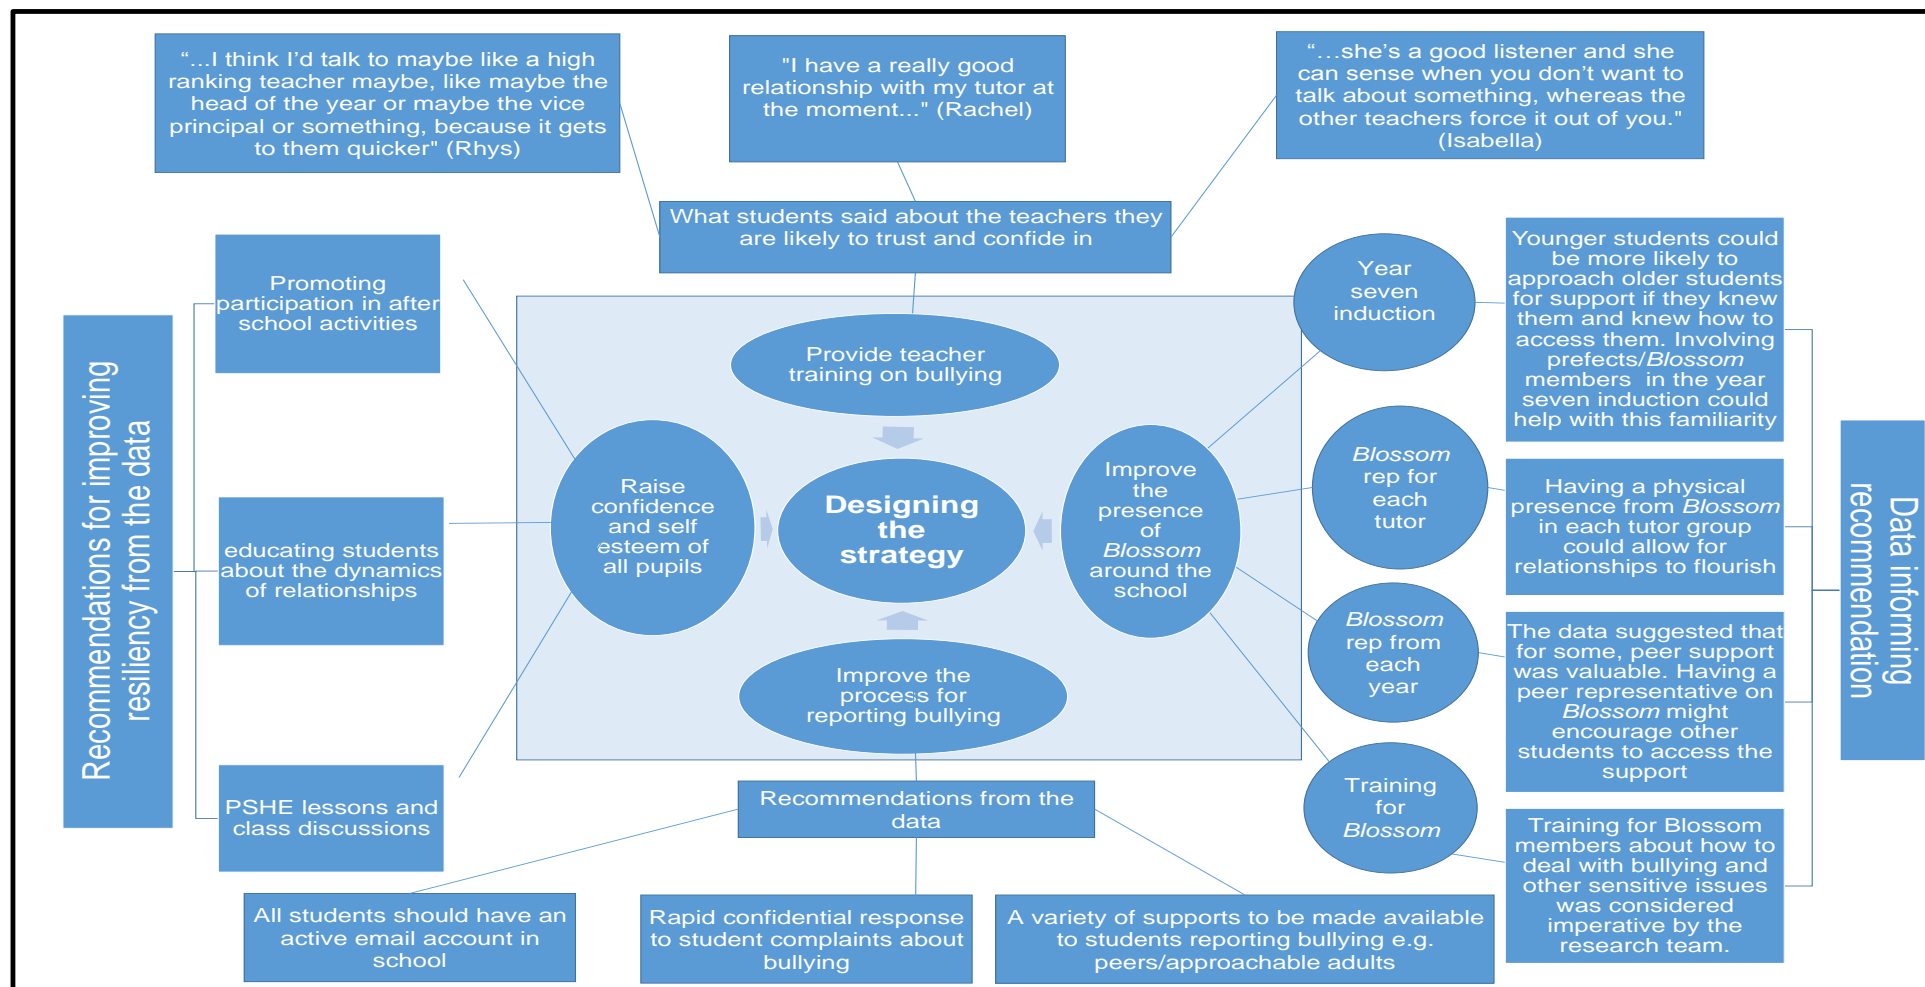 “...I think I’d talk to maybe like a high
ranking teacher maybe, like maybe the
head of the year or maybe the vice
principal or something, because it gets
to them quicker" (Rhys)
"I have a really good
relationship with my tutor at
the moment..." (Rachel)
“…she’s a good listener and she
can sense when you don’t want to
talk about something, whereas the
other teachers force it out of you."
(Isabella)
What students said about the teachers they
are likely to trust and confide in
Recommendations for improving
resiliency from the data
Promoting
participation in after
school activities
educating students
about the dynamics
of relationships
PSHE lessons and
class discussions
Provide teacher
training on bullying
Raise
confidence
and self
esteem of
all pupils
Designing
the
strategy
Improve
the
presence
of
Blossom
around the
school
Improve the
process for
reporting bullying
Year
seven
induction
Blossom
rep for
each
tutor
Blossom
rep from
each
year
Training
for
Blossom
Younger students could
be more likely to
approach older students
for support if they knew
them and knew how to
access them. Involving
prefects/Blossom
members in the year
seven induction could
help with this familiarity
Having a physical
presence from Blossom
in each tutor group
could allow for
relationships to flourish
The data suggested that
for some, peer support
was valuable. Having a
peer representative on
Blossom might
encourage other
students to access the
support
Training for Blossom
members about how to
deal with bullying and
other sensitive issues
was considered
imperative by the
research team.
Data informing
recommendation
Recommendations from the
data
All students should have an
active email account in
school
Rapid confidential response
to student complaints about
bullying
A variety of supports to be made available
to students reporting bullying e.g.
peers/approachable adults